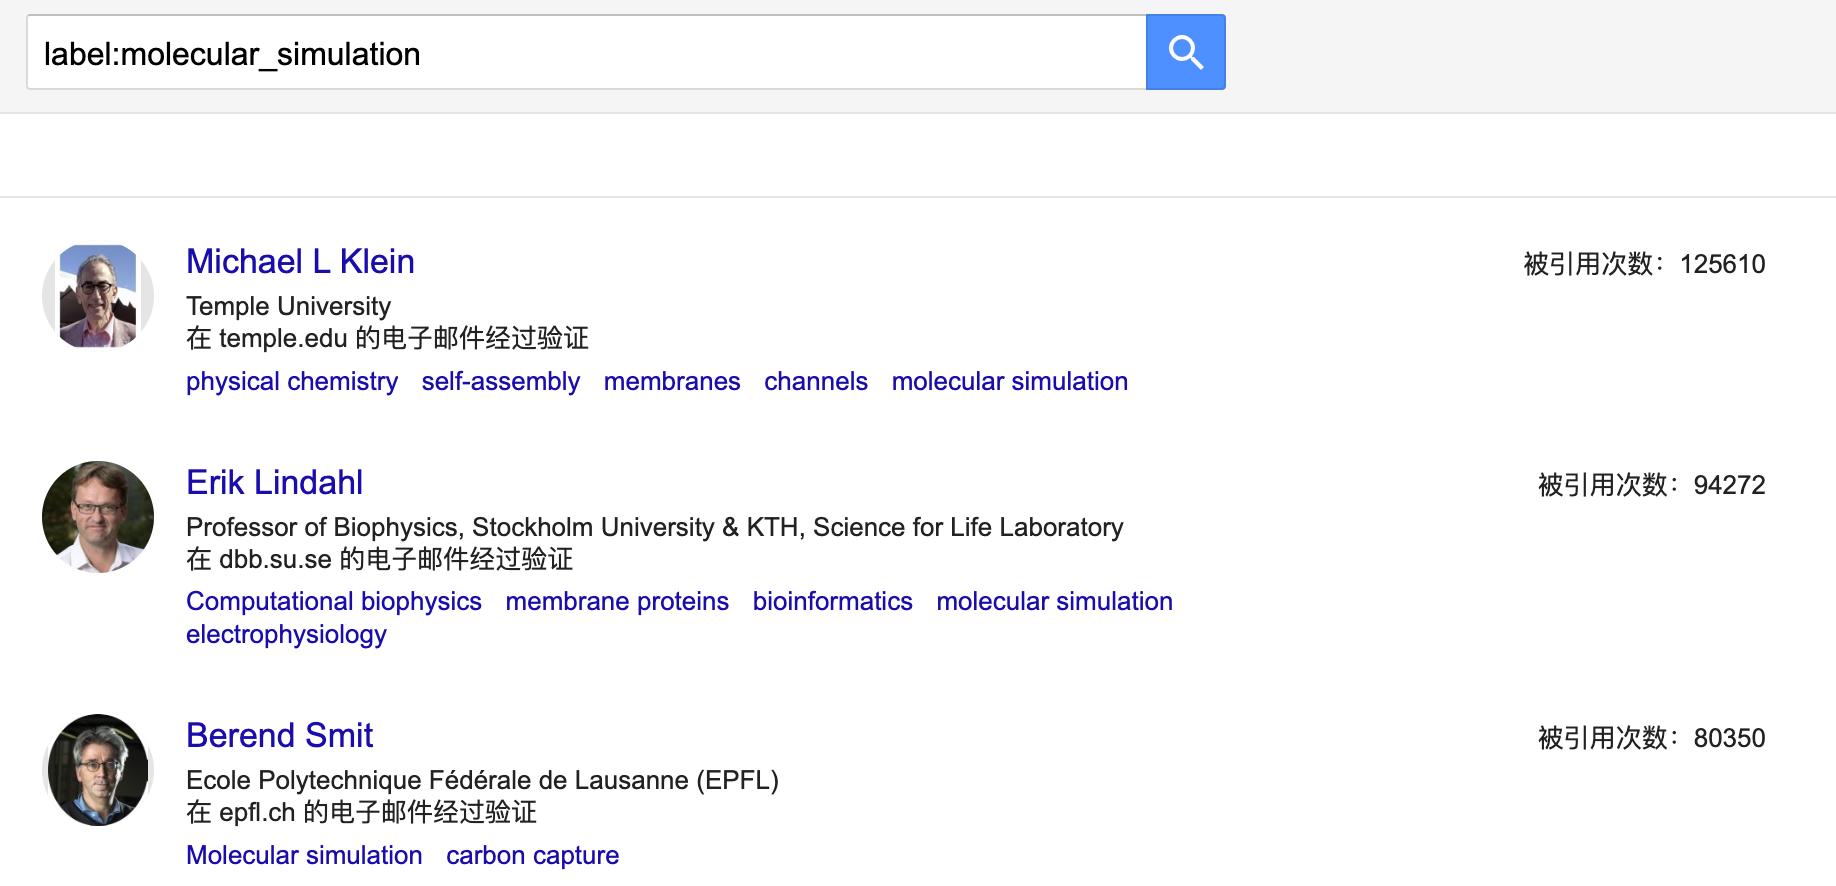 label:molecular_simulation
Michael L Klein
被引用次数：125610
Temple University
在 temple.edu 的电子邮件经过验证
physical chemistry self-assembly membranes channels molecular simulation
Erik Lindahl
被引用次数：94272
Professor of Biophysics, Stockholm University & KTH, Science for Life Laboratory
在 dbb.su.se 的电子邮件经过验证
Computational biophysics membrane proteins bioinformatics molecular simulation
electrophysiology
Berend Smit
被引用次数：80350
Ecole Polytechnique Fédérale de Lausanne (EPFL)
在 epfl.ch 的电子邮件经过验证
Molecular simulation carbon capture